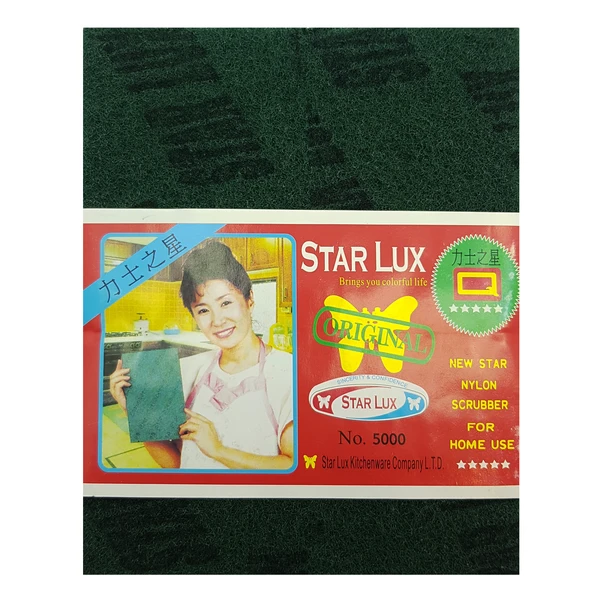 力士之星
STAR LUX
Brings you colorful life
ORIGINAL
SINCERITY & CONFIDENCE
STAR LUX
No. 5000
Star Lux Kitchenware Company L.T.D.
力士之星
Q
NEW STAR
NYLON
SCRUBBER
FOR
HOME USE